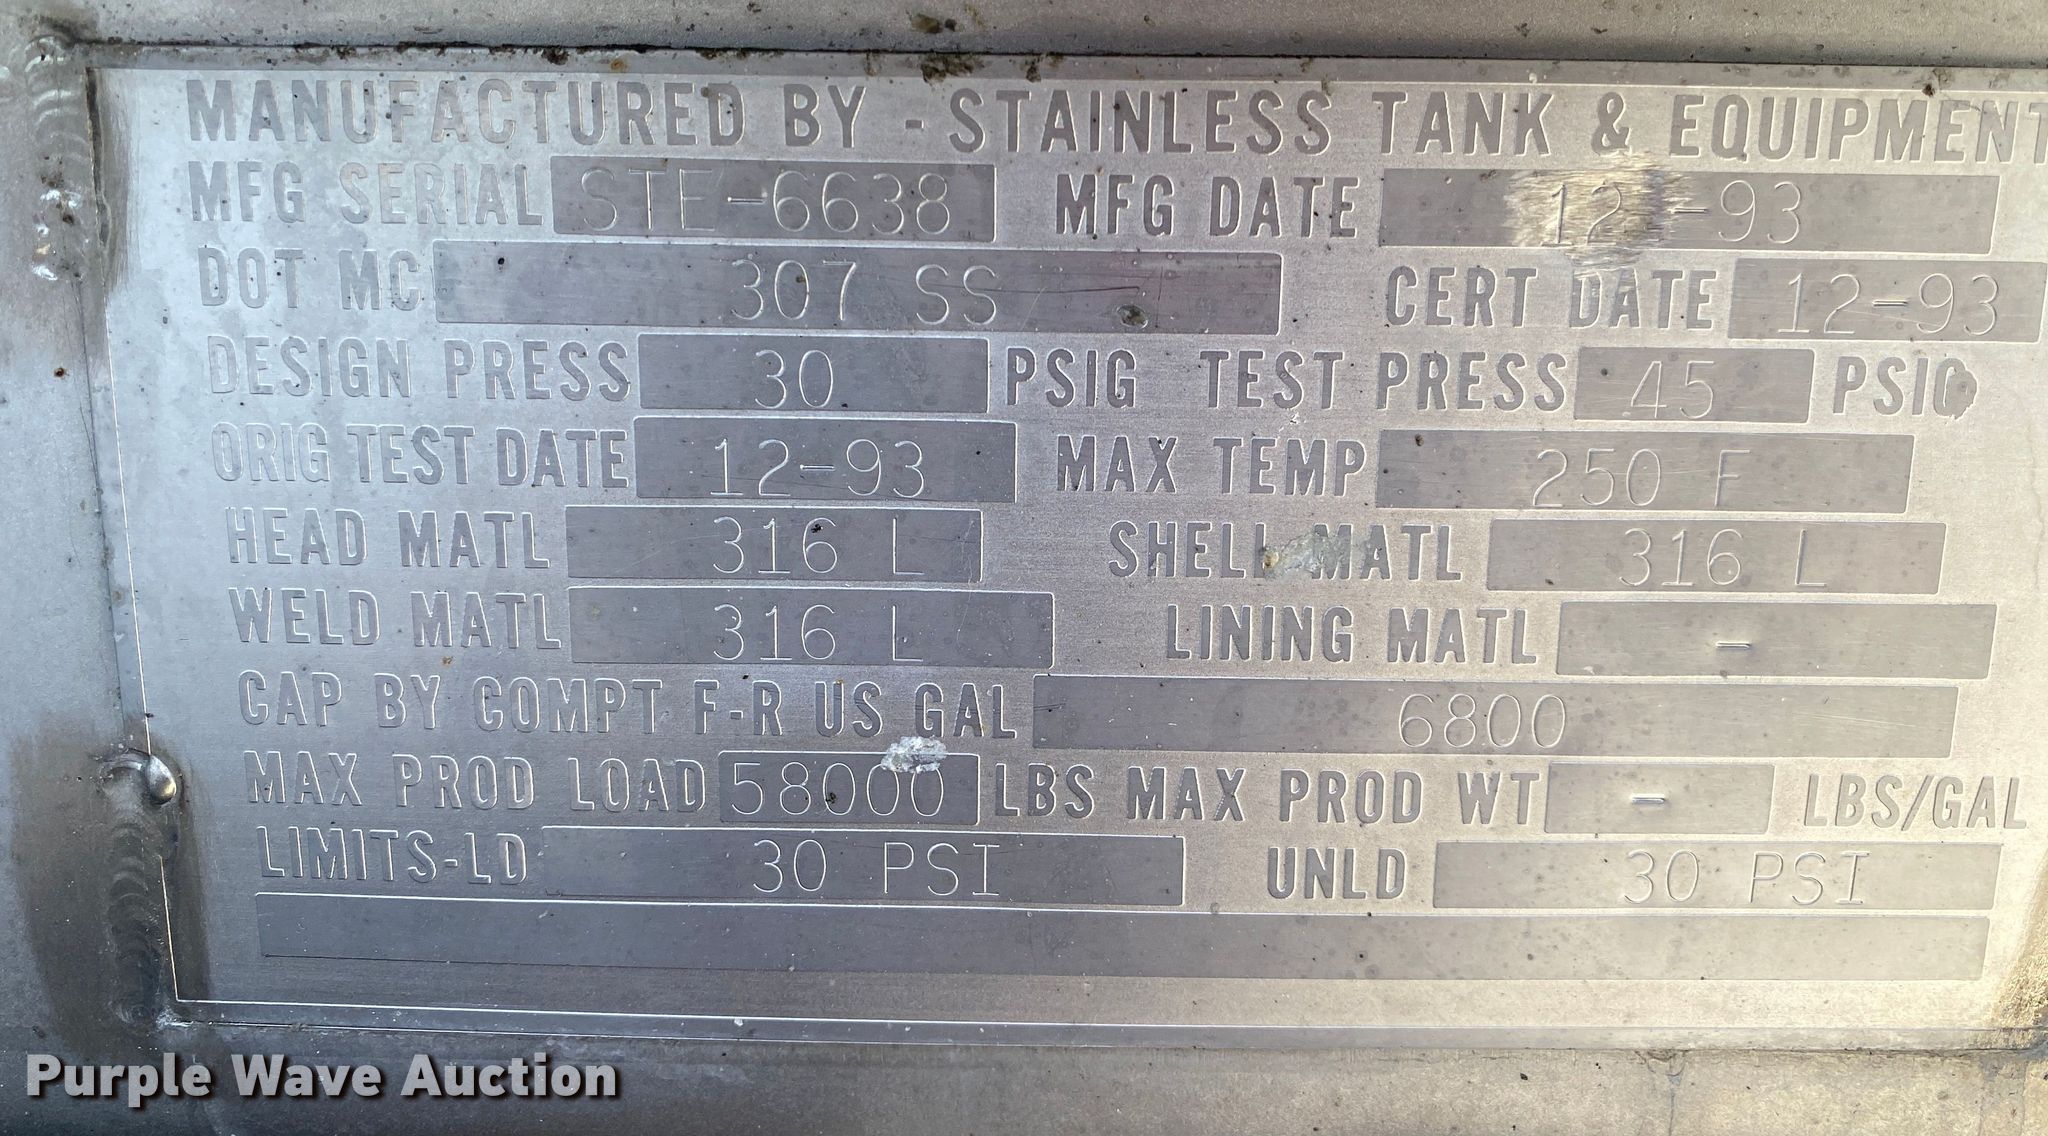 MANUFACTURED BY - STAINLESS TANK & EQUIPMENT
MFG SERIAL STE-6638 MFG DATE 12-93
DOT MC 307 SS CERT DATE 12-93
DESIGN PRESS 30 PSIG TEST PRESS 45 PSIG
ORIG TEST DATE 12-93 MAX TEMP 250 F
HEAD MATL 316 L SHELL MATL 316 L
WELD MATL 316 L LINING MATL -
CAP BY COMPT F-R US GAL 6800
MAX PROD LOAD 58000 LBS MAX PROD WT - LBS/GAL
LIMITS-LD 30 PSI UNLD 30 PSI
Purple Wave Auction